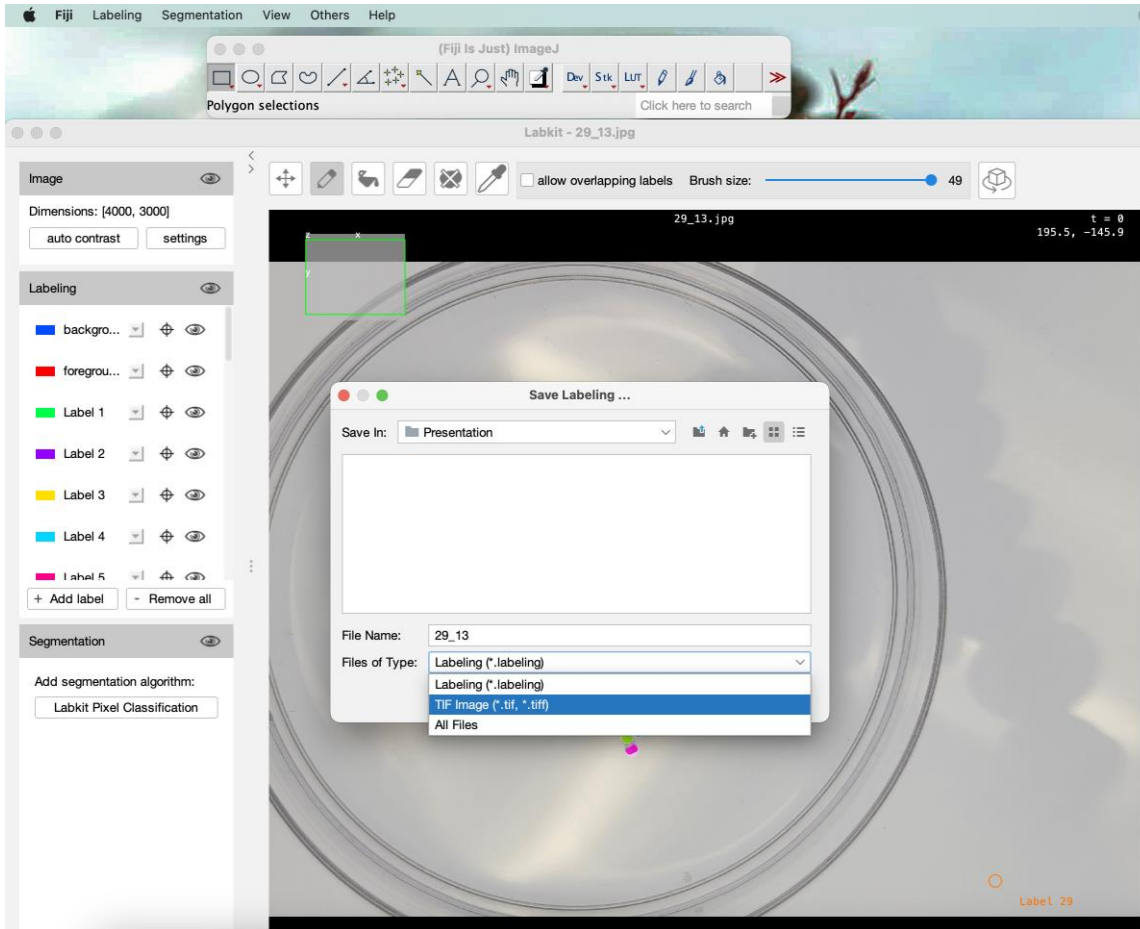 Fiji Labeling Segmentation View Others Help
(Fiji Is Just) ImageJ
Dev Stk LUT
Polygon selections
Click here to search
Labkit - 29_13.jpg
Image
allow overlapping labels Brush size: 49
Dimensions: [4000, 3000]
auto contrast settings
29_13.jpg
t = 0
195.5, -145.9
z x
y
Labeling
backgro...
foregrou...
Label 1
Label 2
Label 3
Label 4
Label 5
+ Add label - Remove all
Segmentation
Add segmentation algorithm:
Labkit Pixel Classification
Save Labeling ...
Save In: Presentation
File Name: 29_13
Files of Type: Labeling (*.labeling)
Labeling (*.labeling)
TIF Image (*.tif, *.tiff)
All Files
Label 29